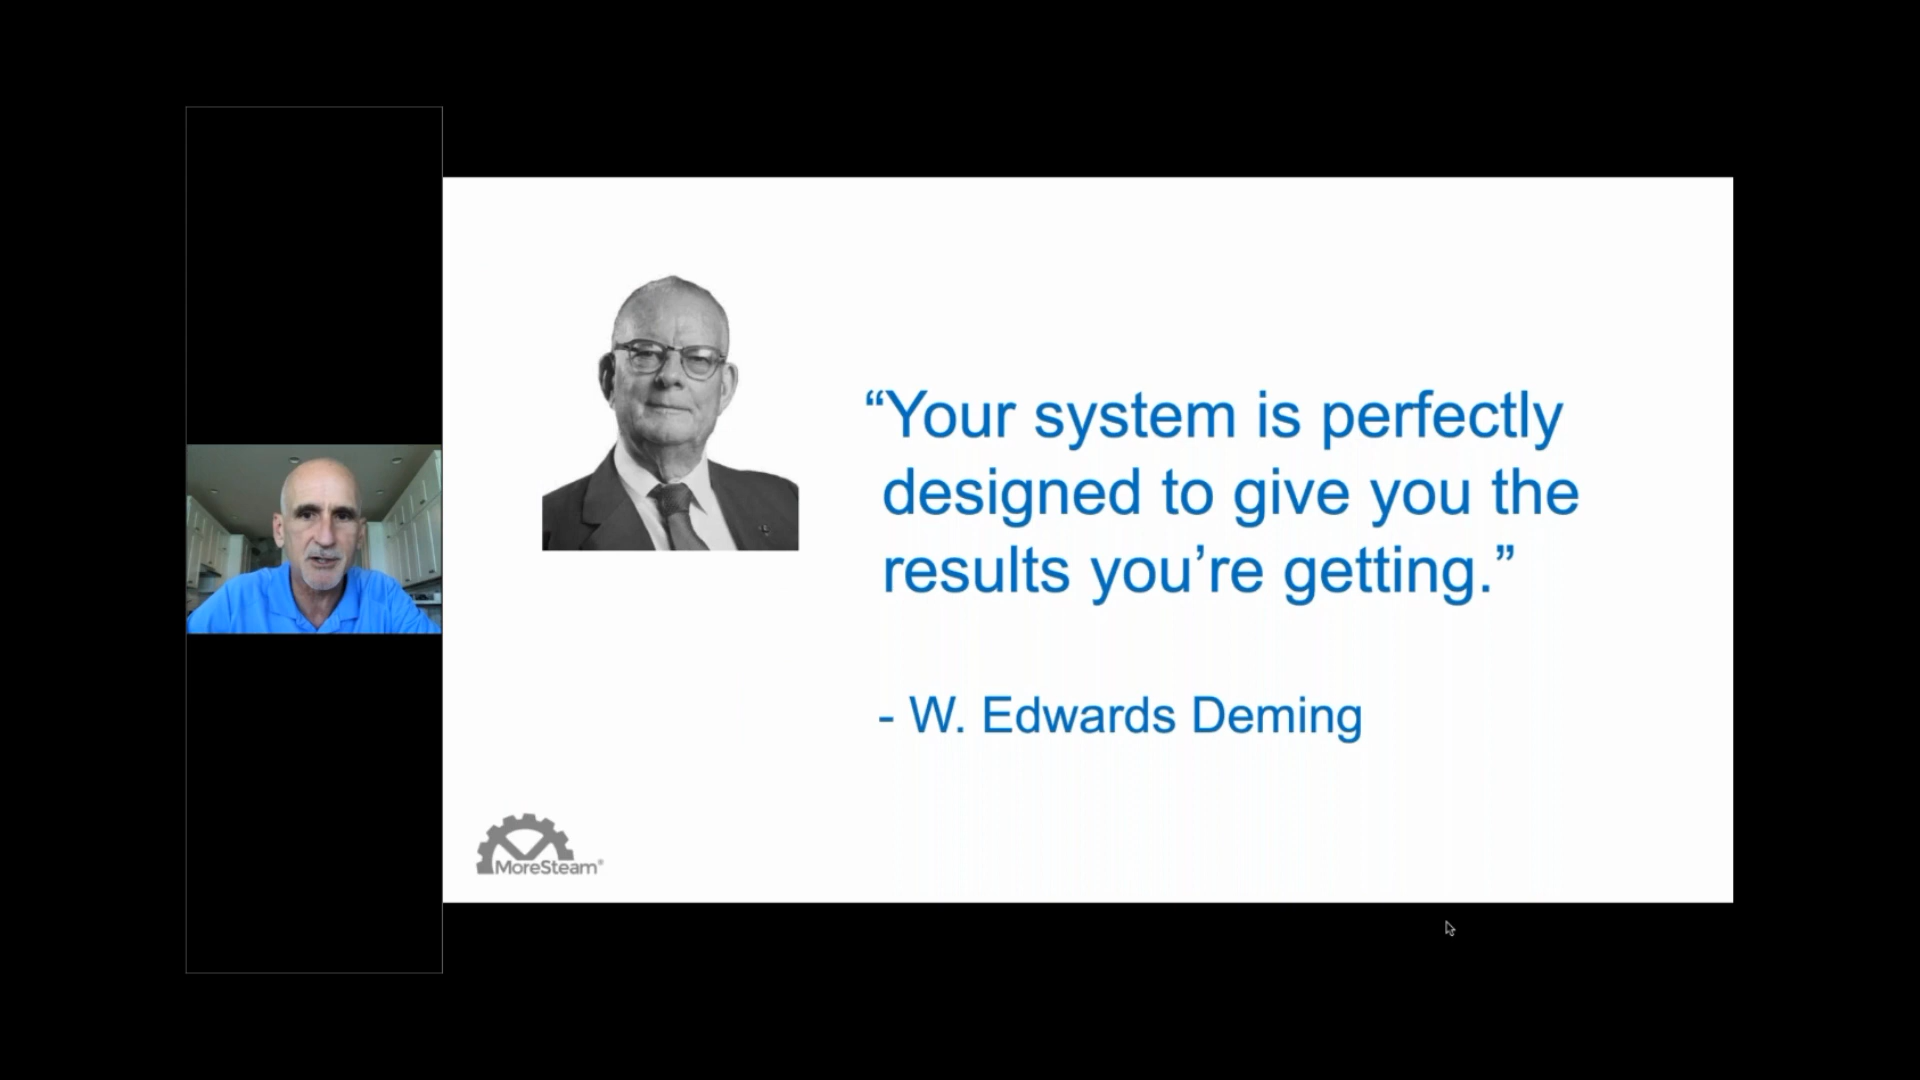 “Your system is perfectly
designed to give you the
results you’re getting.”
- W. Edwards Deming
MoreSteam®